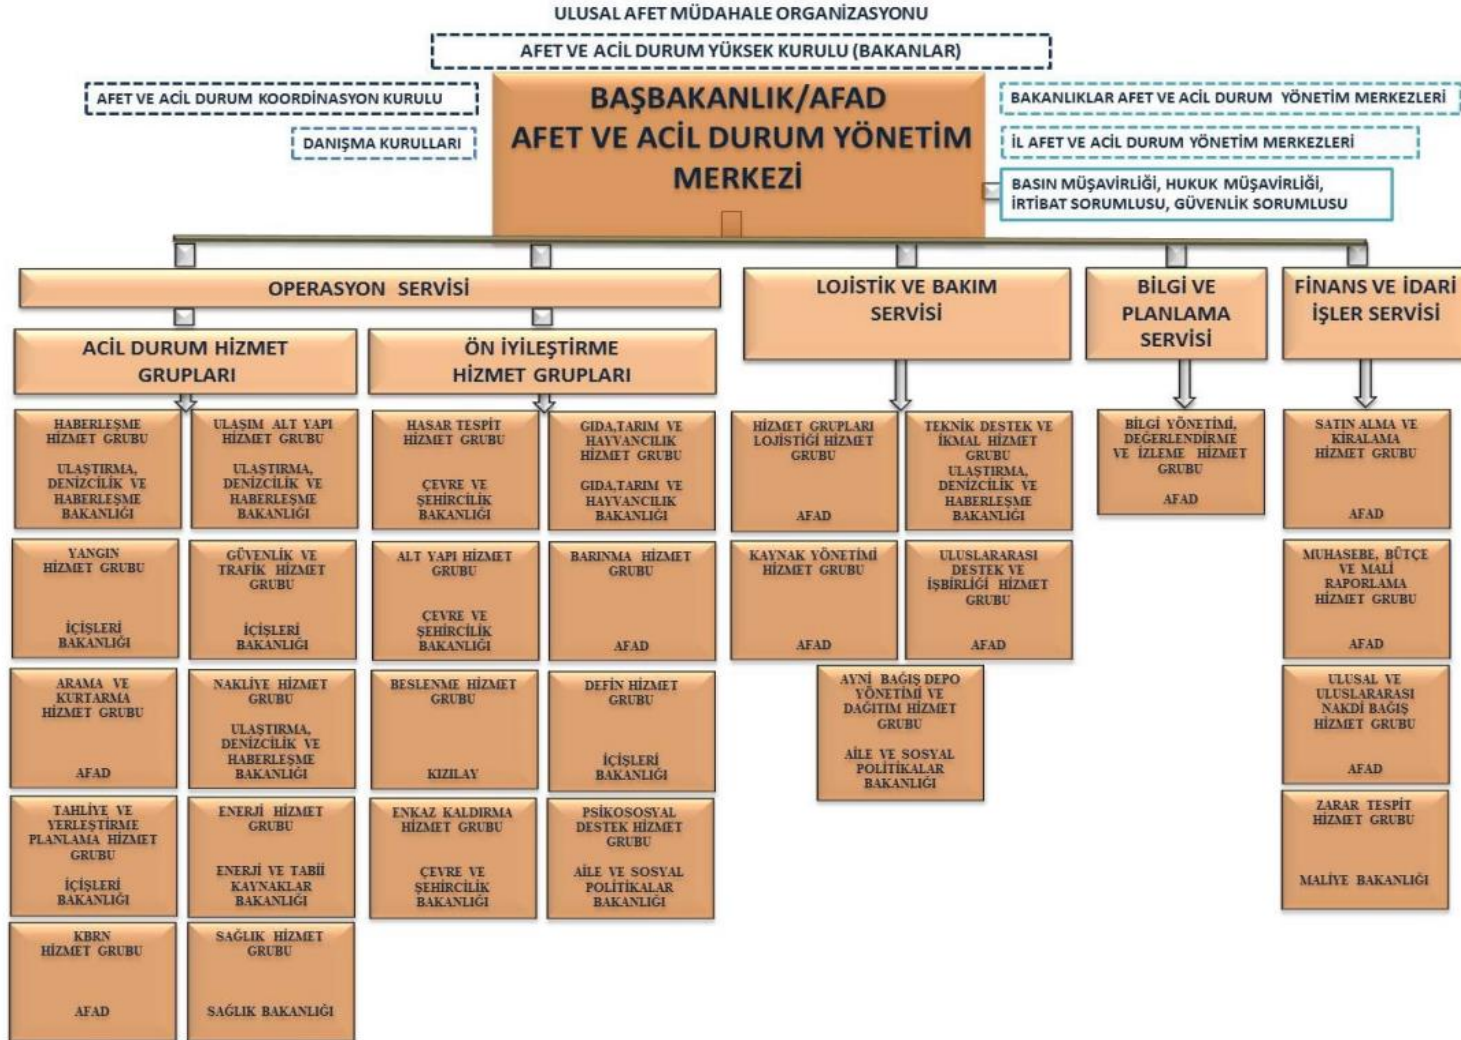 ULUSAL AFET MÜDAHALE ORGANİZASYONU
AFET VE ACİL DURUM YÜKSEK KURULU (BAKANLAR)
AFET VE ACİL DURUM KOORDİNASYON KURULU
DANIŞMA KURULLARI
BAŞBAKANLIK/AFAD
AFET VE ACİL DURUM YÖNETİM
MERKEZİ
BAKANLIKLAR AFET VE ACİL DURUM YÖNETİM MERKEZLERİ
İL AFET VE ACİL DURUM YÖNETİM MERKEZLERİ
BASIN MÜŞAVİRLİĞİ, HUKUK MÜŞAVİRLİĞİ,
İRTİBAT SORUMLUSU, GÜVENLİK SORUMLUSU
OPERASYON SERVİSİ
ACİL DURUM HİZMET
GRUPLARI
HABERLEŞME
HİZMET GRUBU
ULAŞTIRMA,
DENİZCİLİK VE
HABERLEŞME
BAKANLIĞI
ULAŞIM ALT YAPI
HİZMET GRUBU
ULAŞTIRMA,
DENİZCİLİK VE
HABERLEŞME
BAKANLIĞI
YANGIN
HİZMET GRUBU
İÇİŞLERİ
BAKANLIĞI
GÜVENLİK VE
TRAFİK HİZMET
GRUBU
İÇİŞLERİ
BAKANLIĞI
ARAMA VE
KURTARMA
HİZMET GRUBU
AFAD
NAKLİYE HİZMET
GRUBU
ULAŞTIRMA,
DENİZCİLİK VE
HABERLEŞME
BAKANLIĞI
TAHLİYE VE
YERLEŞTİRME
PLANLAMA HİZMET
GRUBU
İÇİŞLERİ
BAKANLIĞI
ENERJİ HİZMET
GRUBU
ENERJİ VE TABİİ
KAYNAKLAR
BAKANLIĞI
KBRN
HİZMET GRUBU
AFAD
SAĞLIK HİZMET
GRUBU
SAĞLIK BAKANLIĞI
ÖN İYİLEŞTİRME
HİZMET GRUPLARI
HASAR TESPİT
HİZMET GRUBU
ÇEVRE VE
ŞEHİRCİLİK
BAKANLIĞI
GIDA,TARIM VE
HAYVANCILIK
HİZMET GRUBU
GIDA,TARIM VE
HAYVANCILIK
BAKANLIĞI
ALT YAPI HİZMET
GRUBU
ÇEVRE VE
ŞEHİRCİLİK
BAKANLIĞI
BARINMA HİZMET
GRUBU
AFAD
BESLENME HİZMET
GRUBU
KIZILAY
DEFİN HİZMET
GRUBU
İÇİŞLERİ
BAKANLIĞI
ENKAZ KALDIRMA
HİZMET GRUBU
ÇEVRE VE
ŞEHİRCİLİK
BAKANLIĞI
PSİKOSOSYAL
DESTEK HİZMET
GRUBU
AİLE VE SOSYAL
POLİTİKALAR
BAKANLIĞI
LOJİSTİK VE BAKIM
SERVİSİ
HİZMET GRUPLARI
LOJİSTİĞİ HİZMET
GRUBU
AFAD
TEKNİK DESTEK VE
İKMAL HİZMET
GRUBU
ULAŞTIRMA,
DENİZCİLİK VE
HABERLEŞME
BAKANLIĞI
KAYNAK YÖNETİMİ
HİZMET GRUBU
AFAD
ULUSLARARASI
DESTEK VE
İŞBİRLİĞİ HİZMET
GRUBU
AFAD
AYNİ BAĞIŞ DEPO
YÖNETİMİ VE
DAĞITIM HİZMET
GRUBU
AİLE VE SOSYAL
POLİTİKALAR
BAKANLIĞI
BİLGİ VE
PLANLAMA
SERVİSİ
BİLGİ YÖNETİMİ,
DEĞERLENDİRME
VE İZLEME HİZMET
GRUBU
AFAD
FİNANS VE İDARİ
İŞLER SERVİSİ
SATIN ALMA VE
KİRALAMA
HİZMET GRUBU
AFAD
MUHASEBE, BÜTÇE
VE MALİ
RAPORLAMA
HİZMET GRUBU
AFAD
ULUSAL VE
ULUSLARARASI
NAKDİ BAĞIŞ
HİZMET GRUBU
AFAD
ZARAR TESPİT
HİZMET GRUBU
MALİYE BAKANLIĞI